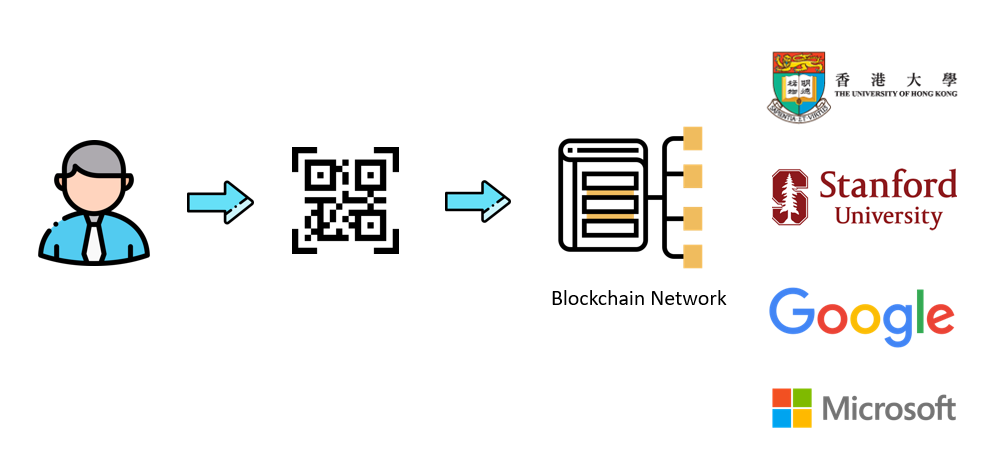 香港大學
THE UNIVERSITY OF HONG KONG
SAPIENTIA ET VIRTUS
Stanford
University
Google
Blockchain Network
Microsoft